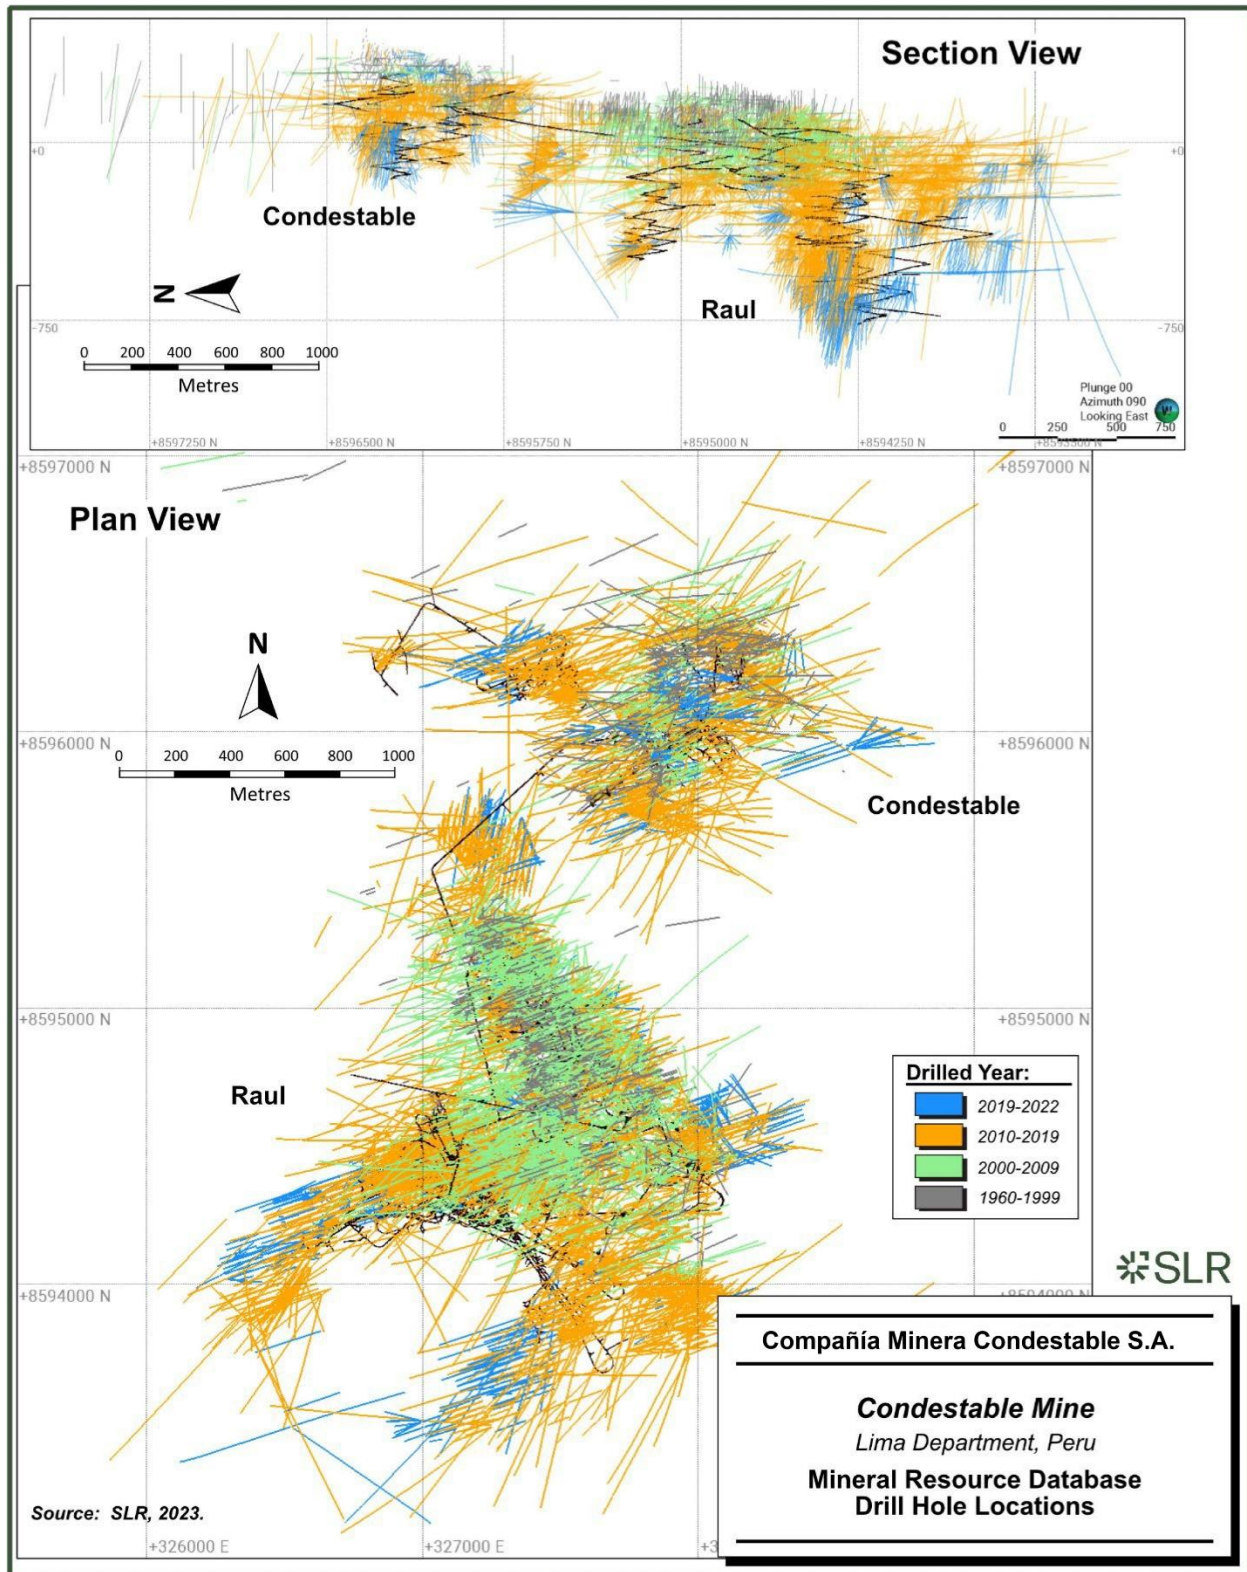 Section View
+0
+0
Condestable
N
Raul
-750
-750
0 200 400 600 800 1000
Metres
Plunge 00
Azimuth 090
Looking East
0 250 500 750
+8597250 N
+8596500 N
+8595750 N
+8595000 N
+8594250 N
+8593500 N
+8597000 N
+8597000 N
Plan View
N
+8596000 N
+8596000 N
0 200 400 600 800 1000
Metres
Condestable
+8595000 N
+8595000 N
Raul
Drilled Year:
2019-2022
2010-2019
2000-2009
1960-1999
SLR
+8594000 N
+8594000 N
Compañía Minera Condestable S.A.
Condestable Mine
Lima Department, Peru
Mineral Resource Database
Drill Hole Locations
Source: SLR, 2023.
+326000 E
+327000 E